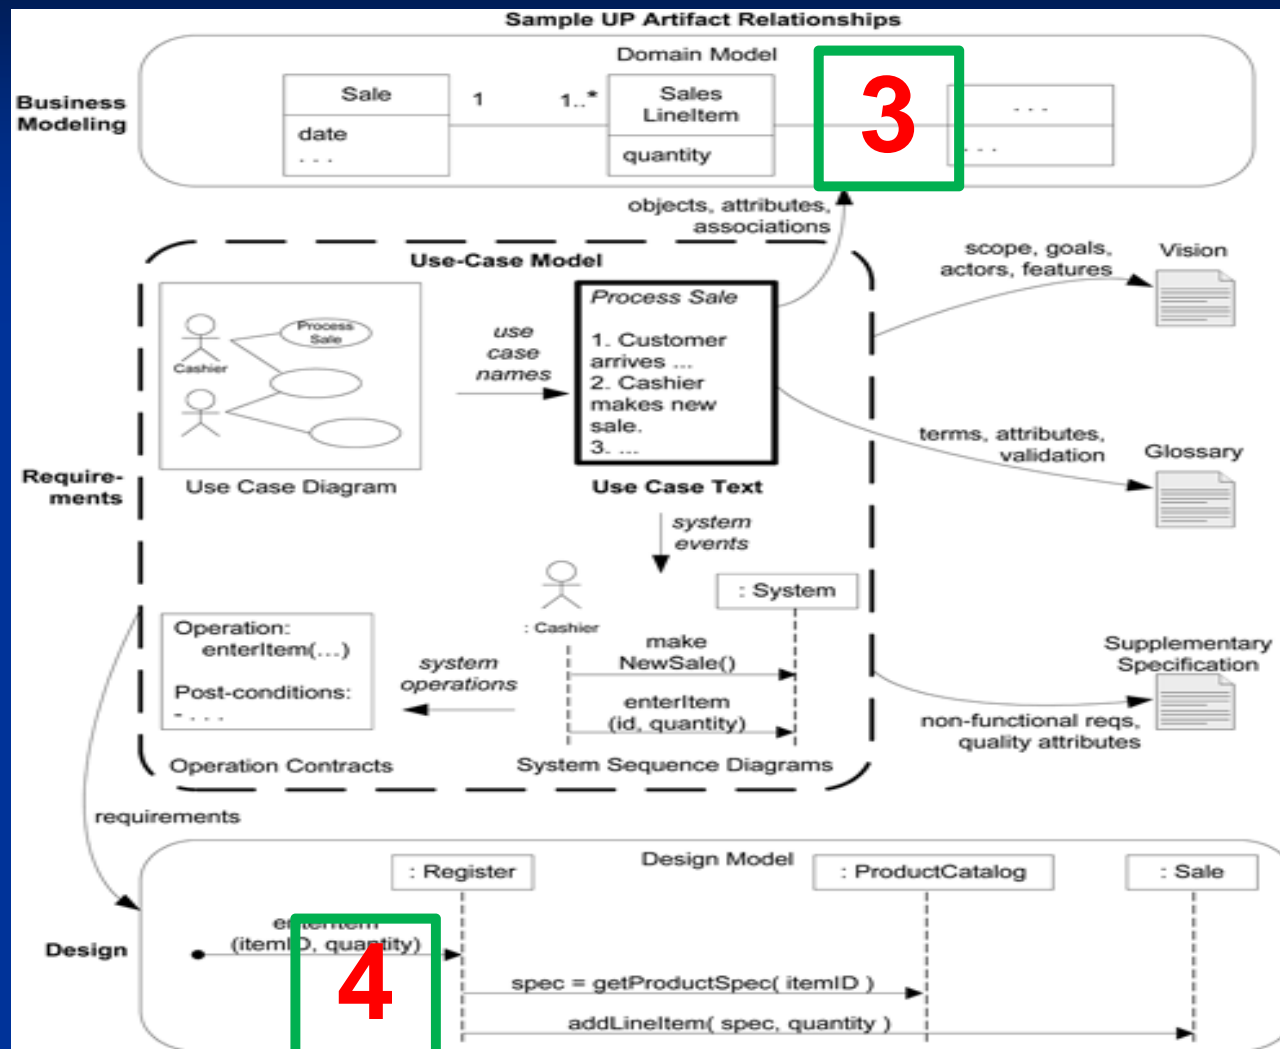 Sample UP Artifact Relationships
Domain Model
Business
Modeling
Sale
1
1..*
Sales
LineItem
3
. . .
date
. . .
quantity
. . .
objects, attributes,
associations
Use-Case Model
scope, goals,
actors, features
Vision
Process
Sale
Cashier
use
case
names
Process Sale
1. Customer
arrives ...
2. Cashier
makes new
sale.
3. ...
terms, attributes,
validation
Glossary
Require-
ments
Use Case Diagram
Use Case Text
system
events
: System
: Cashier
Operation:
enterItem(…)
Post-conditions:
- . . .
system
operations
make
NewSale()
enterItem
(id, quantity)
Supplementary
Specification
non-functional reqs,
quality attributes
Operation Contracts
System Sequence Diagrams
requirements
Design Model
: Register
: ProductCatalog
: Sale
Design
enterItem
(itemID, quantity)
4
spec = getProductSpec( itemID )
addLineItem( spec, quantity )